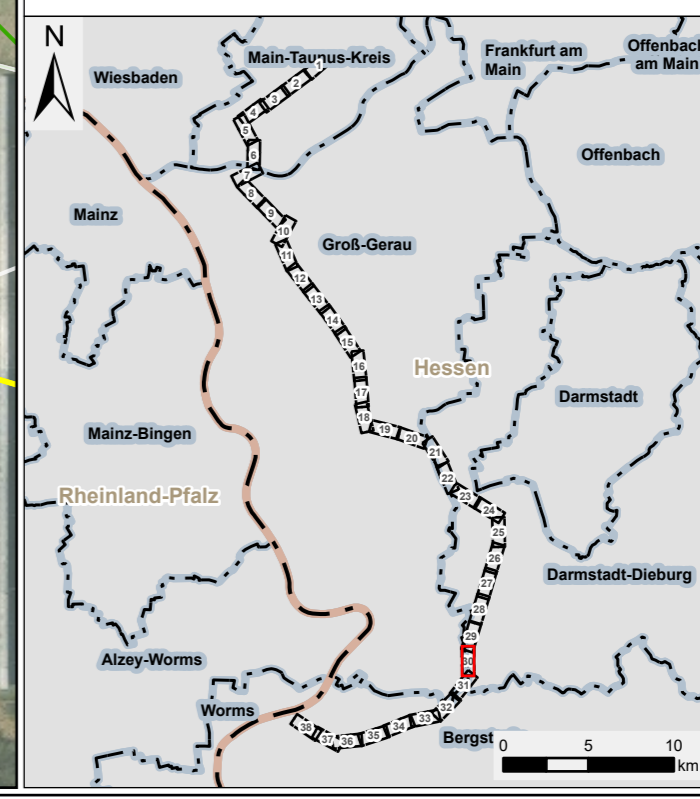 N
Wiesbaden
Main-Taunus-Kreis
Frankfurt am
Main
Offenbach
am Main
Offenbach
Mainz
Groß-Gerau
Hessen
Darmstadt
Mainz-Bingen
Rheinland-Pfalz
Darmstadt-Dieburg
Alzey-Worms
Worms
Bergst
1
2
3
4
5
6
7
8
9
10
11
12
13
14
15
16
17
18
19
20
21
22
23
24
25
26
27
28
29
30
31
32
33
34
35
36
37
38
0 5 10
km